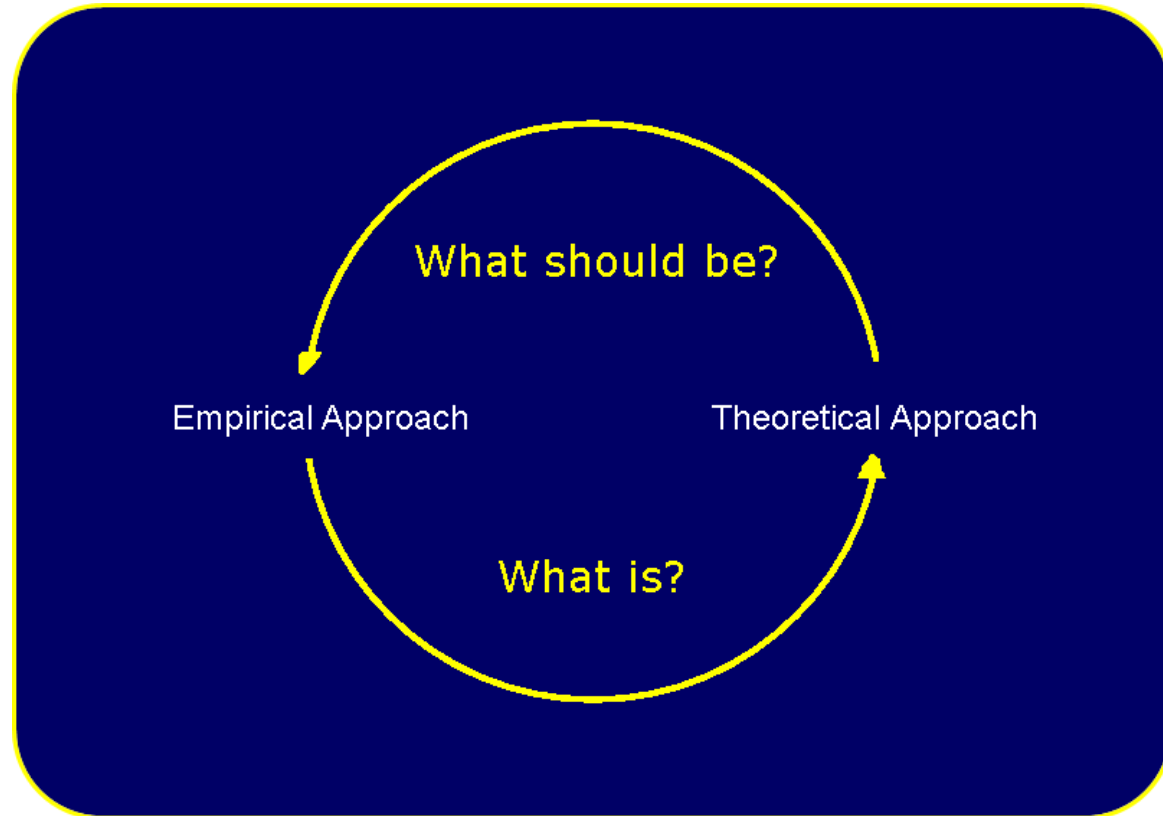 What should be?
Empirical Approach
Theoretical Approach
What is?